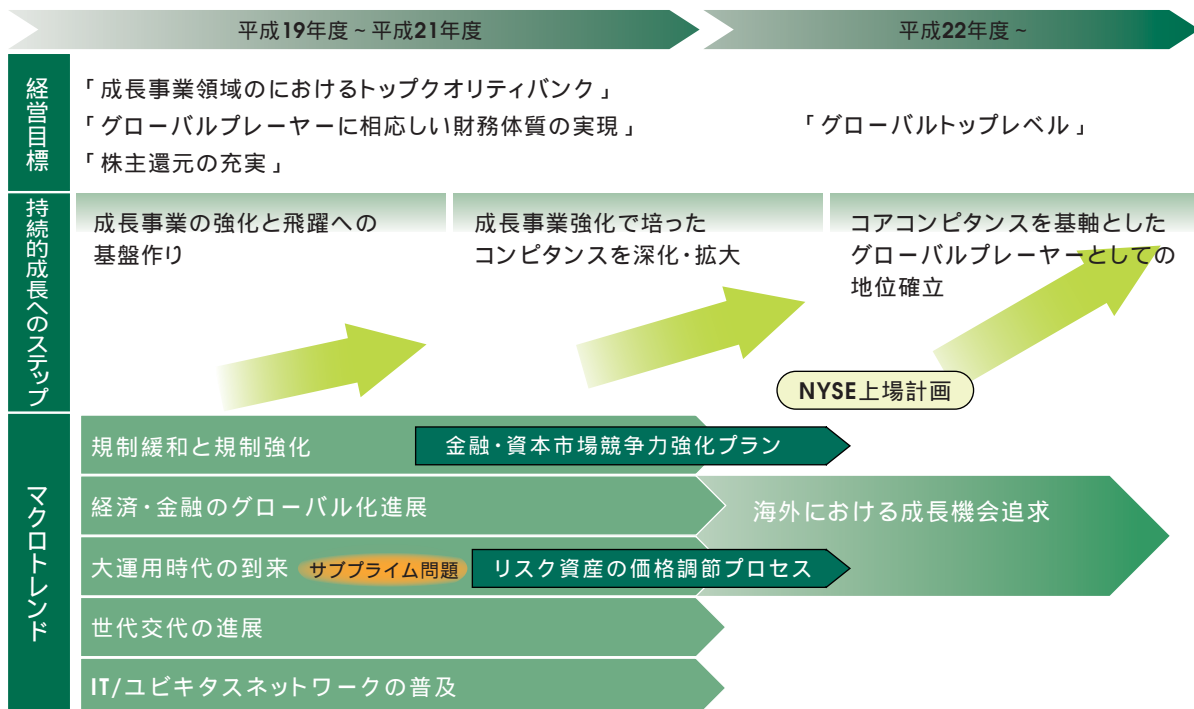 平成19年度~平成21年度
平成22年度~
経営目標
「成長事業領域のにおけるトップクオリティバンク」
「グローバルプレーヤーに相応しい財務体質の実現」
「株主還元の充実」
「グローバルトップレベル」
持続的成長へのステップ
成長事業の強化と飛躍への
基盤作り
成長事業強化で培った
コンピタンスを深化・拡大
コアコンピタンスを基軸とした
グローバルプレーヤーとしての
地位確立
NYSE上場計画
マクロトレンド
規制緩和と規制強化
金融・資本市場競争力強化プラン
経済・金融のグローバル化進展
海外における成長機会追求
大運用時代の到来
サブプライム問題
リスク資産の価格調節プロセス
世代交代の進展
IT/ユビキタスネットワークの普及